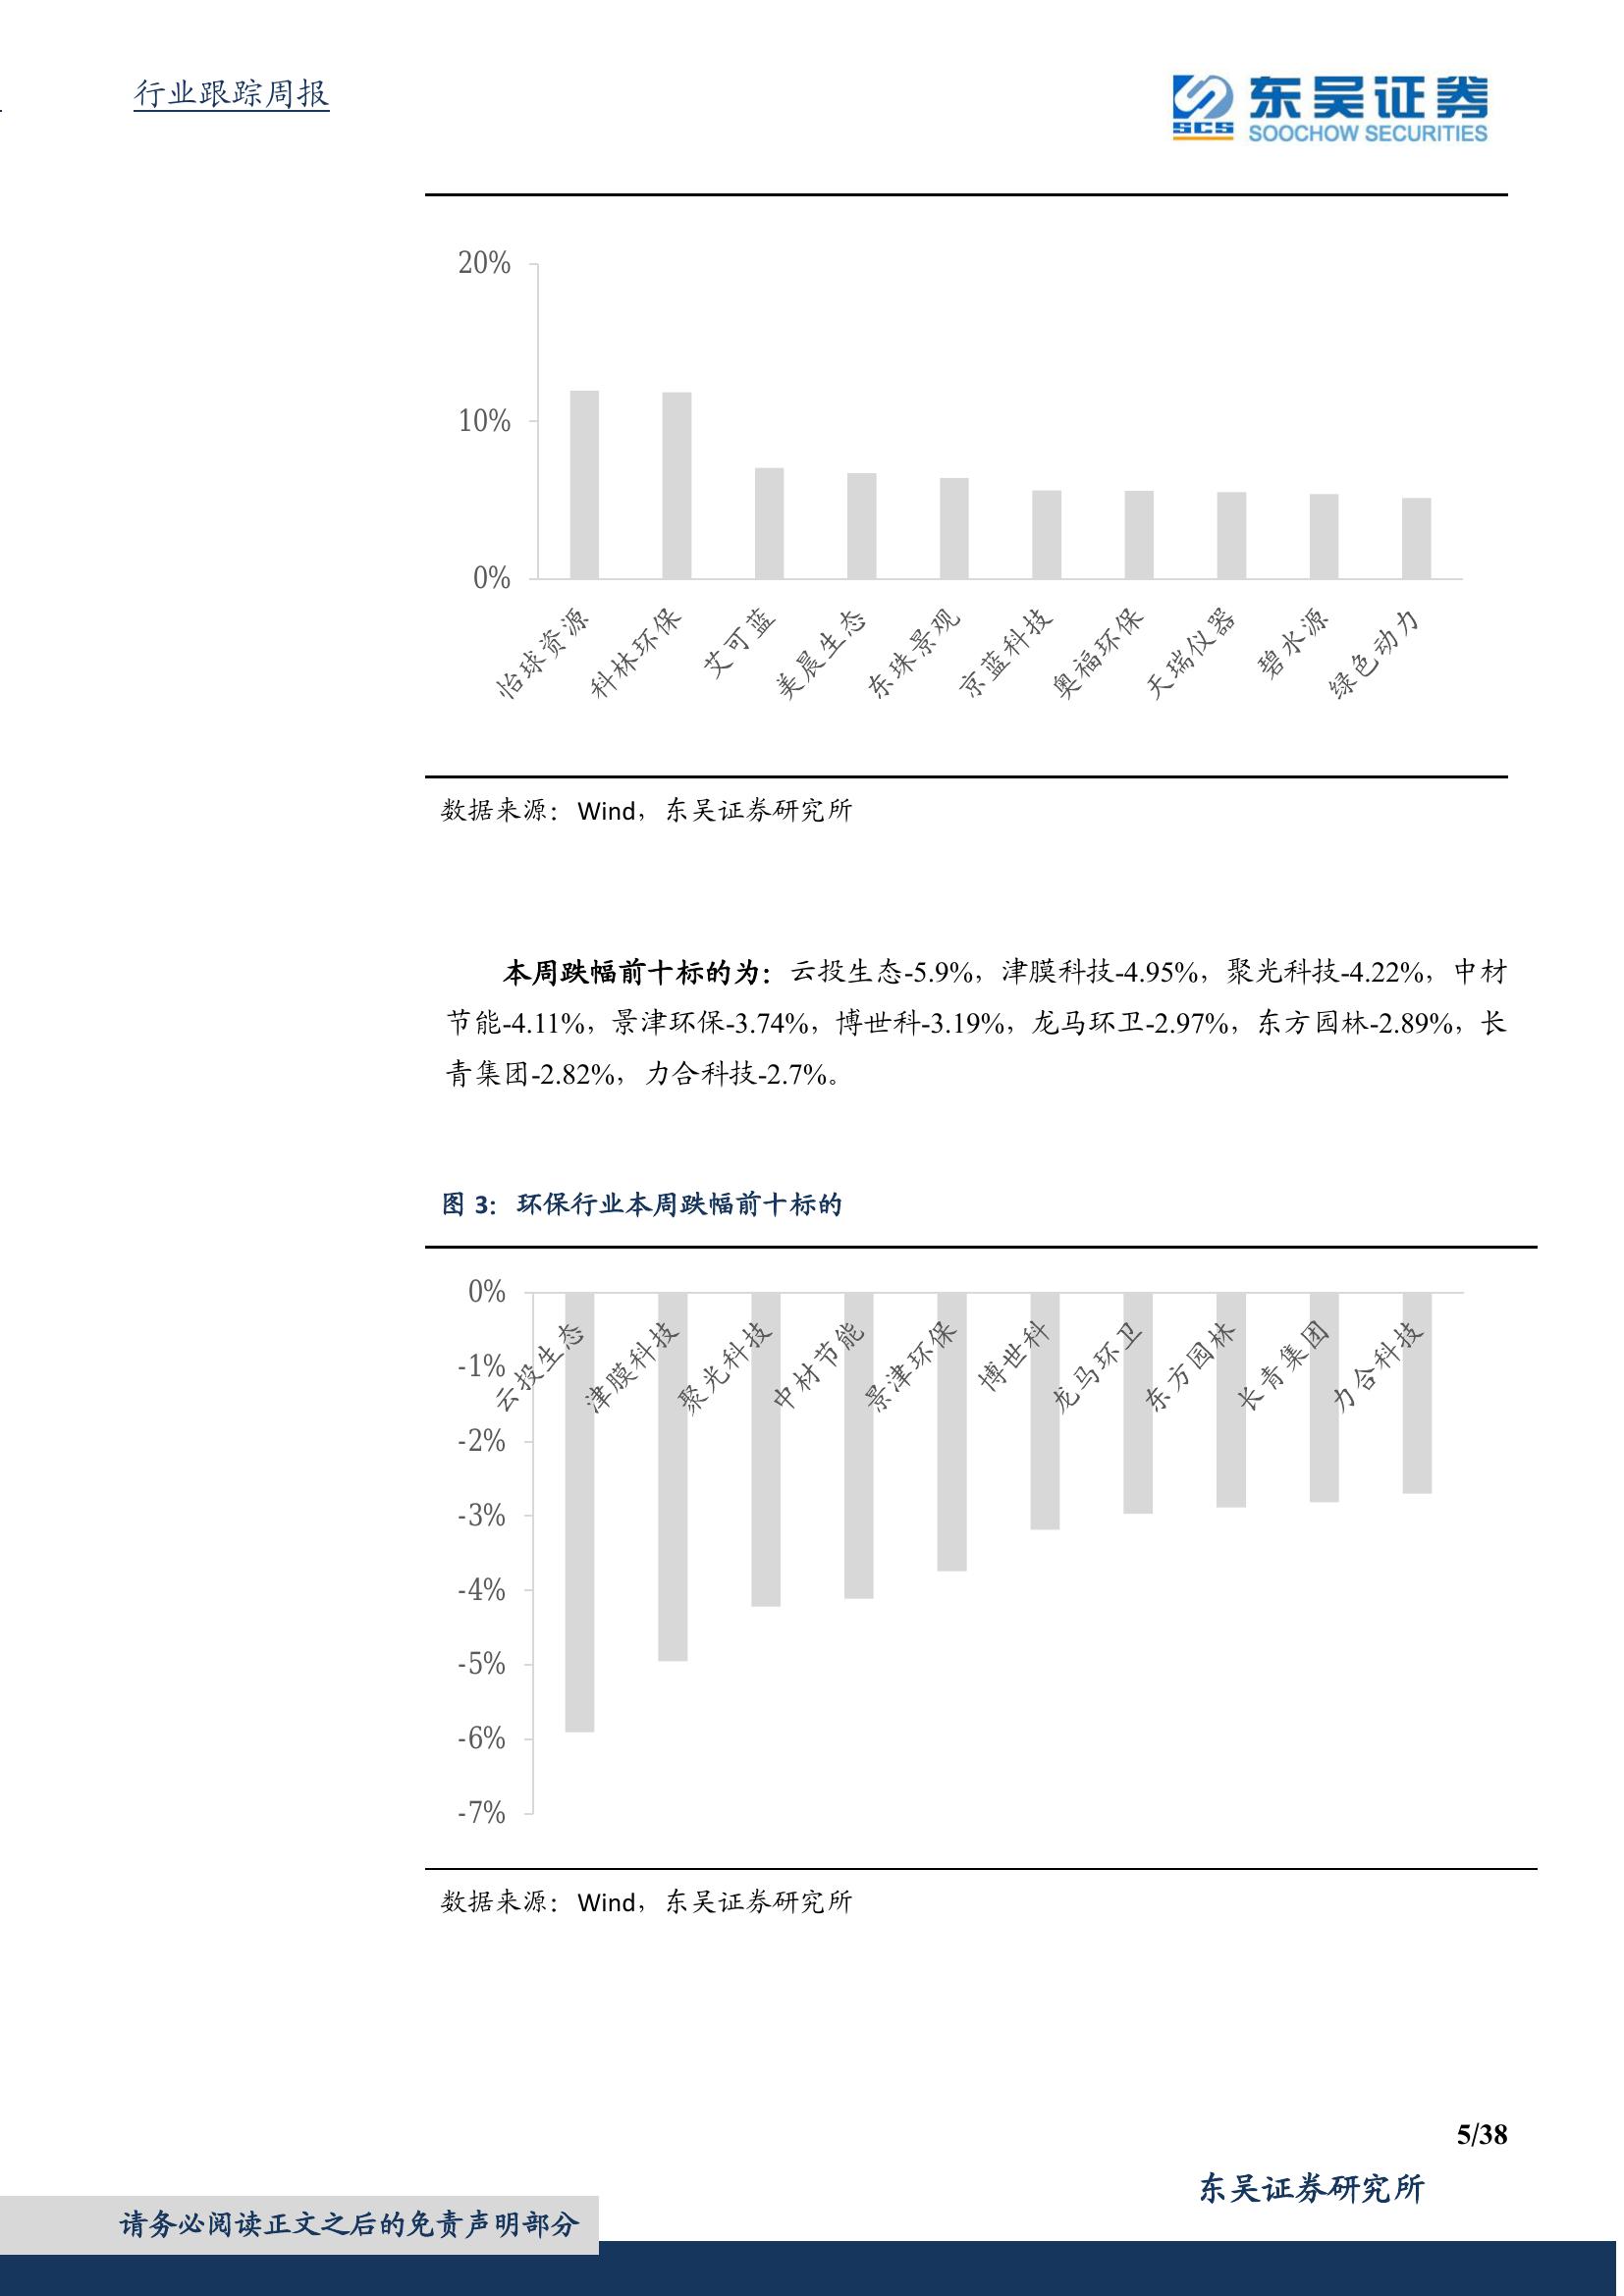 行业跟踪周报
东吴证券
SCS
SOOCHOW SECURITIES
20%
10%
0%
怡球资源
科林环保
艾可蓝
美晨生态
东珠景观
京蓝科技
奥福环保
天瑞仪器
碧水源
绿色动力
数据来源：Wind，东吴证券研究所
本周跌幅前十标的为：云投生态-5.9%，津膜科技-4.95%，聚光科技-4.22%，中材
节能-4.11%，景津环保-3.74%，博世科-3.19%，龙马环卫-2.97%，东方园林-2.89%，长
青集团-2.82%，力合科技-2.7%。
图 3：环保行业本周跌幅前十标的
0%
-1%
-2%
-3%
-4%
-5%
-6%
-7%
云投生态
津膜科技
聚光科技
中材节能
景津环保
博世科
龙马环卫
东方园林
长青集团
力合科技
数据来源：Wind，东吴证券研究所
5/38
东吴证券研究所
请务必阅读正文之后的免责声明部分